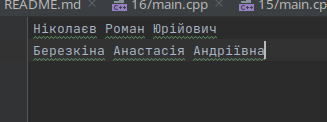 README.md × 16/main.cpp × 15/main.cpp
Ніколаєв Роман Юрійович
Березкіна Анастасія Андріївна